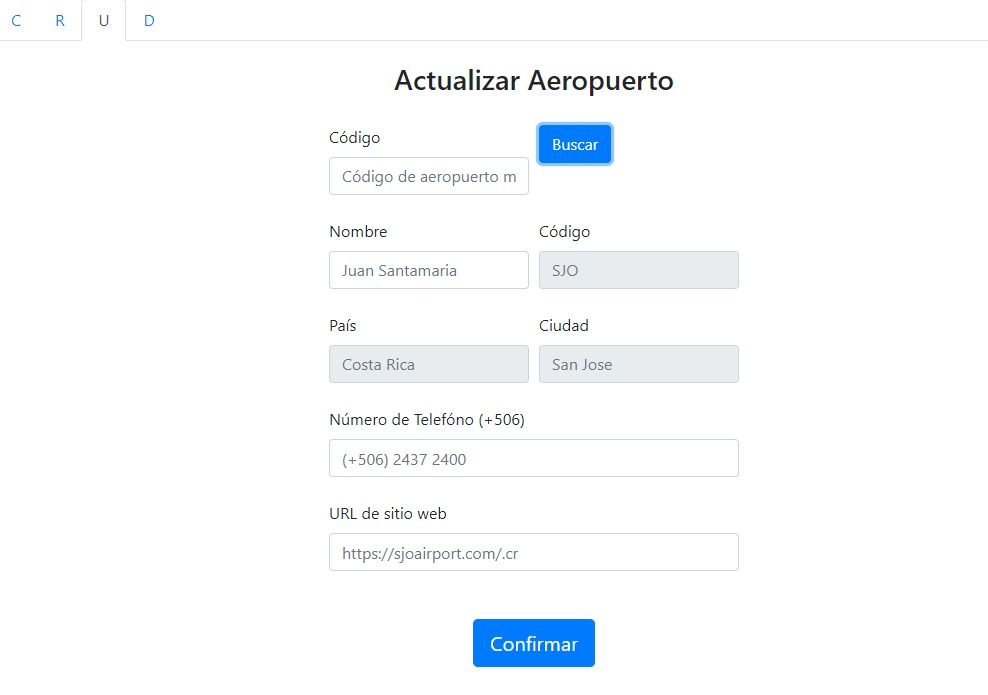 C R U D
Actualizar Aeropuerto
Código
Buscar
Código de aeropuerto m
Nombre Código
Juan Santamaria SJO
País Ciudad
Costa Rica San Jose
Número de Telefóno (+506)
(+506) 2437 2400
URL de sitio web
https://sjoairport.com/.cr
Confirmar